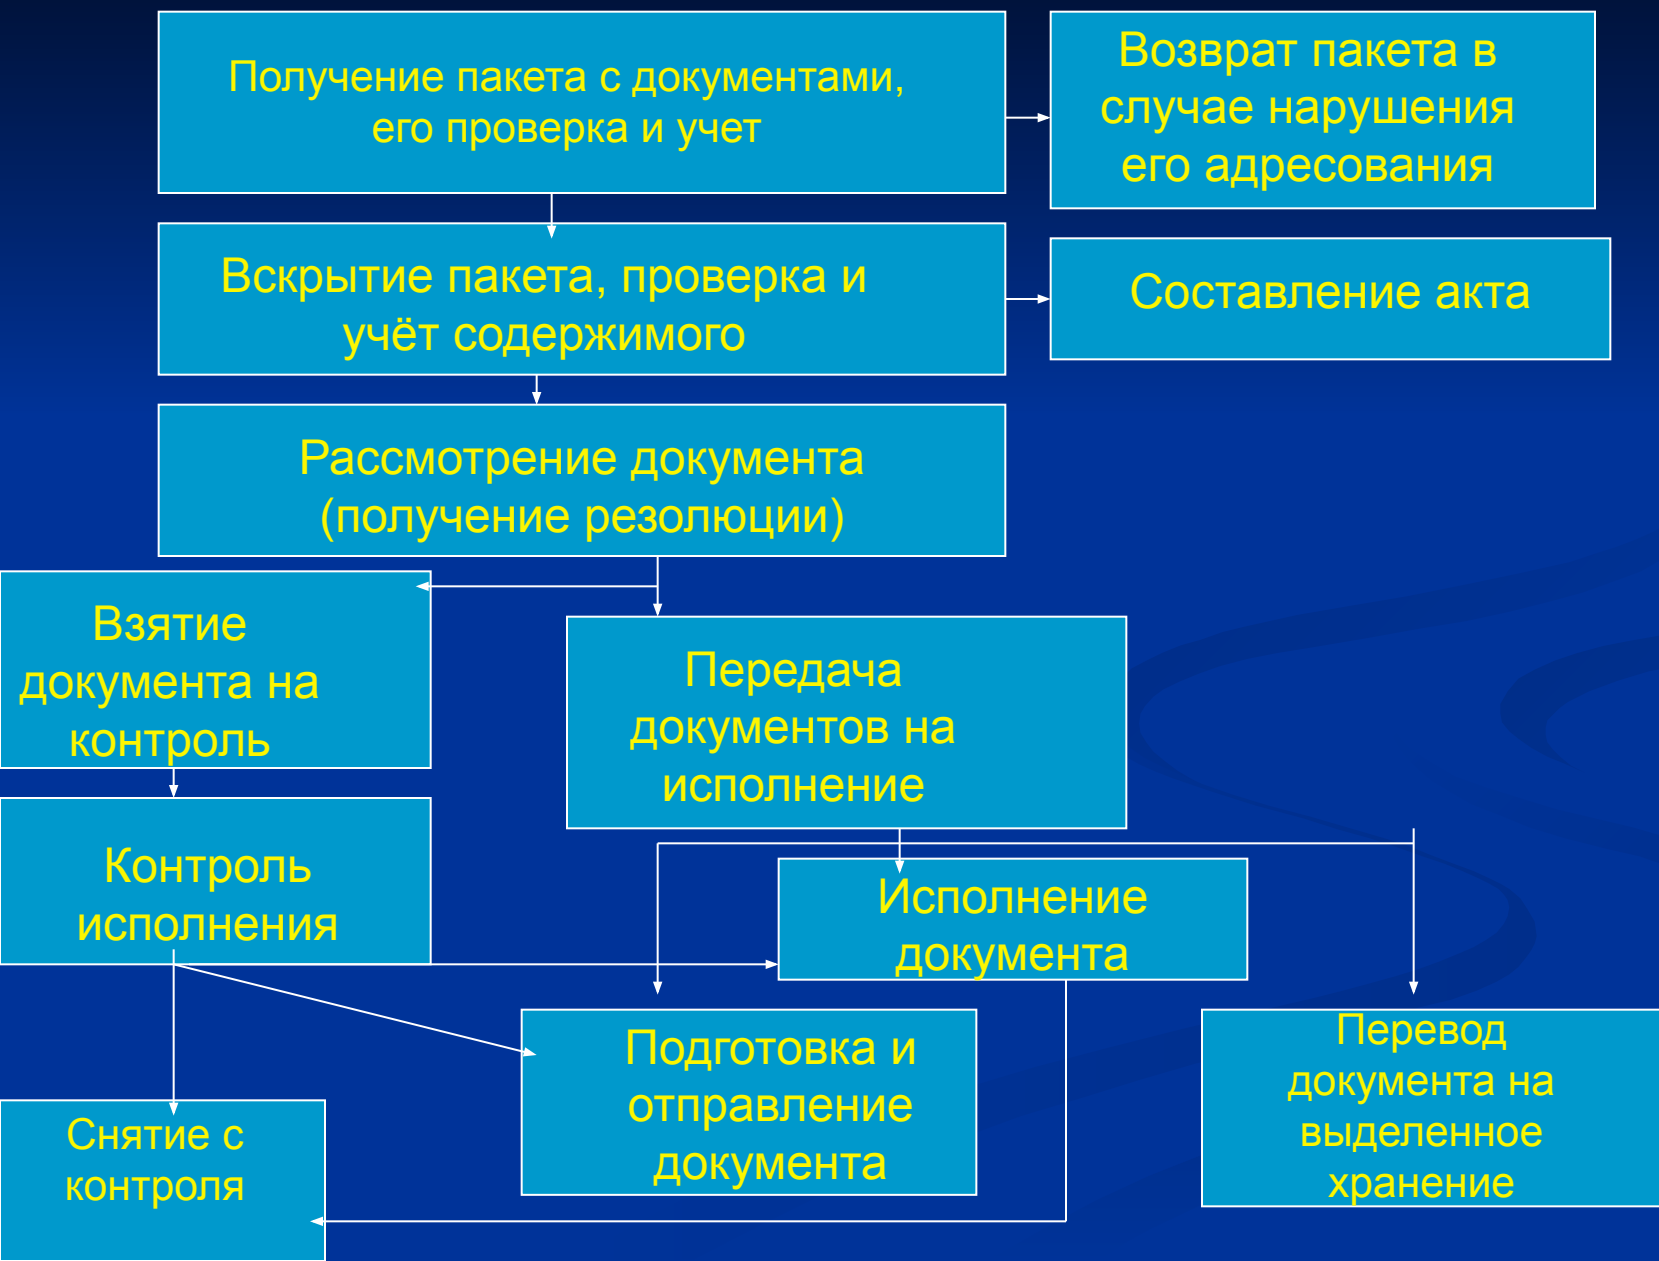 Получение пакета с документами,
его проверка и учет
Возврат пакета в
случае нарушения
его адресования
Вскрытие пакета, проверка и
учёт содержимого
Составление акта
Рассмотрение документа
(получение резолюции)
Взятие
документа на
контроль
Передача
документов на
исполнение
Контроль
исполнения
Исполнение
документа
Подготовка и
отправление
документа
Перевод
документа на
выделенное
хранение
Снятие с
контроля